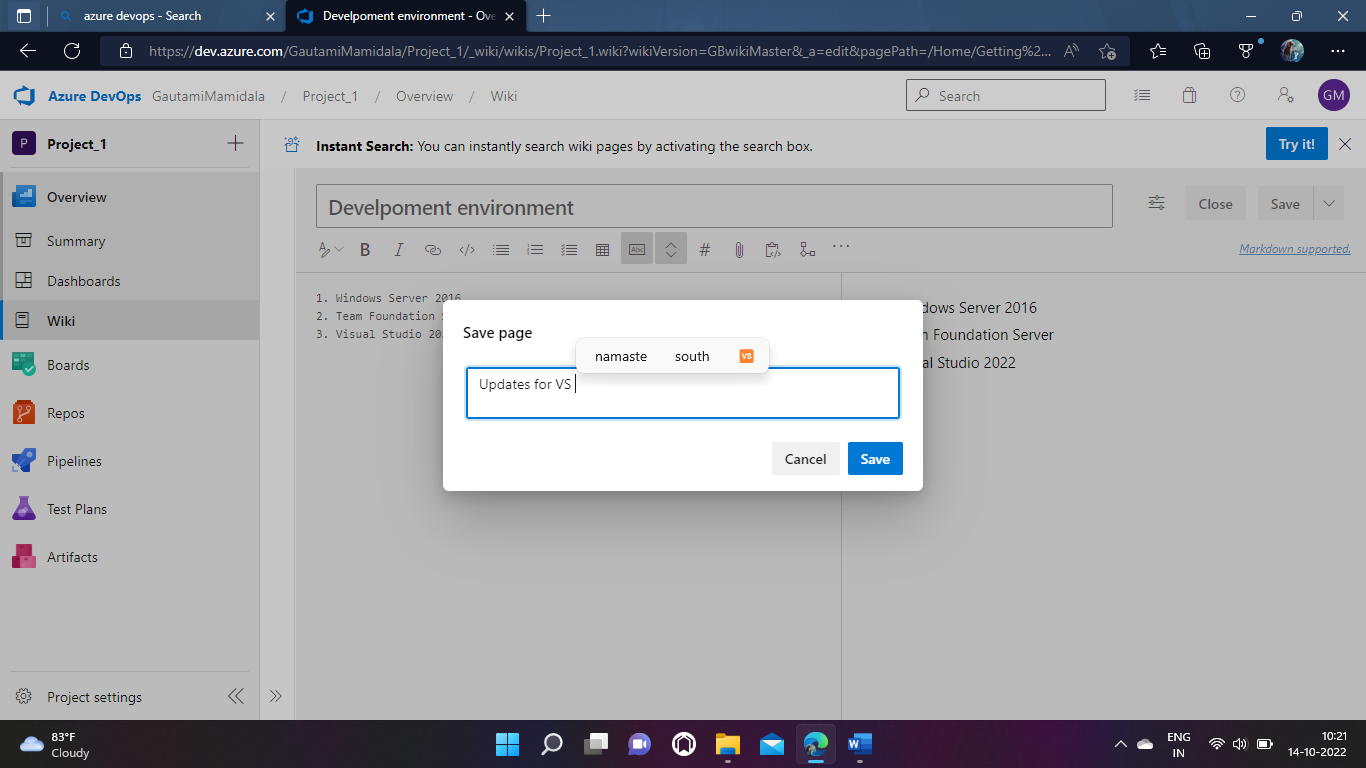 azure devops - Search
Develpoment environment - Ove
https://dev.azure.com/GautamiMamidala/Project_1/_wiki/wikis/Project_1.wiki?wikiVersion=GBwikiMaster&_a=edit&pagePath=/Home/Getting%2...
Azure DevOps GautamiMamidala / Project_1 / Overview / Wiki
Search
GM
P Project_1
Instant Search: You can instantly search wiki pages by activating the search box.
Try it!
Overview
Summary
Dashboards
Wiki
Boards
Repos
Pipelines
Test Plans
Artifacts
Project settings
Develpoment environment
Close
Save
B I </> Abc # ...
Markdown supported.
1. Windows Server 2016
2. Team Foundation
3. Visual Studio 20
dows Server 2016
Foundation Server
al Studio 2022
Save page
namaste south VS
Updates for VS
Cancel
Save
83°F
Cloudy
ENG
IN
10:21
14-10-2022